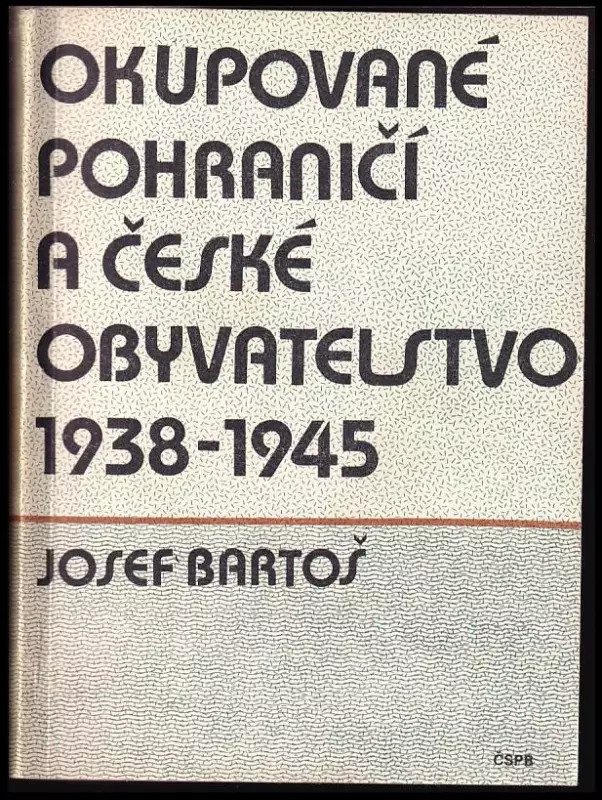 OKUPOVANÉ
POHRANIČÍ
A ČESKÉ
OBYVATELSTVO
1938-1945
JOSEF BARTOŠ
ČSPB